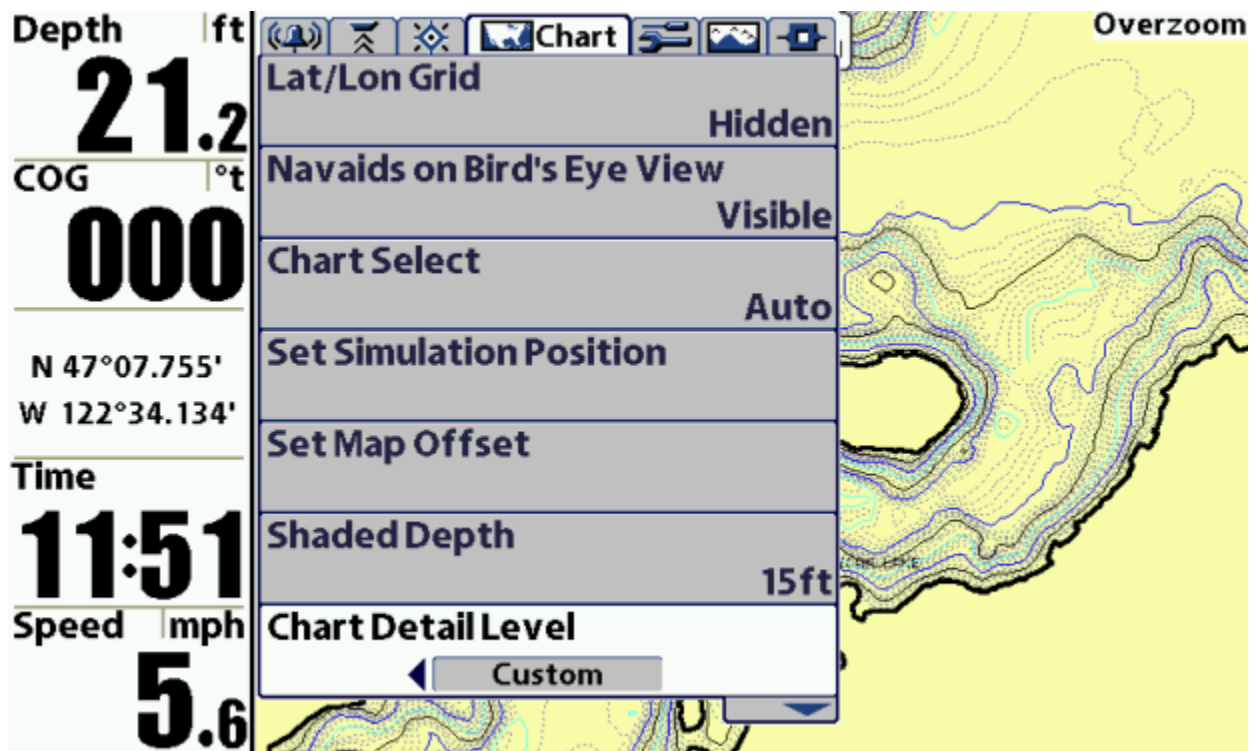 Depth ft
21.2
COG °t
000
N 47°07.755'
W 122°34.134'
Time
11:51
Speed mph
5.6
Chart
Lat/Lon Grid
Hidden
Navaids on Bird's Eye View
Visible
Chart Select
Auto
Set Simulation Position
Set Map Offset
Shaded Depth
15ft
Chart Detail Level
Custom
Overzoom